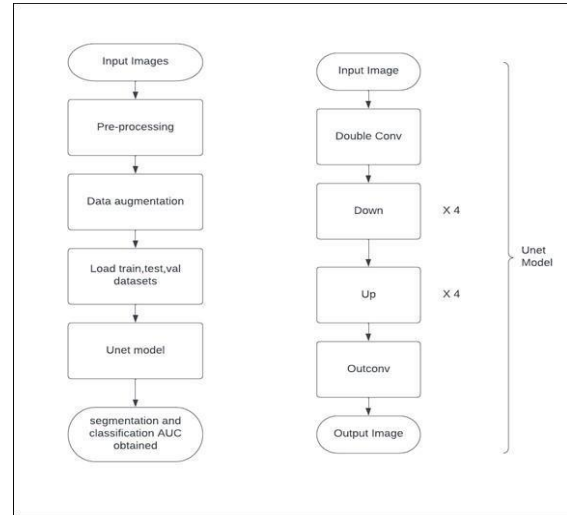 Input Images
Pre-processing
Data augmentation
Load train,test,val
datasets
Unet model
segmentation and
classification AUC
obtained
Input Image
Double Conv
Down
X 4
Up
X 4
Outconv
Output Image
Unet
Model